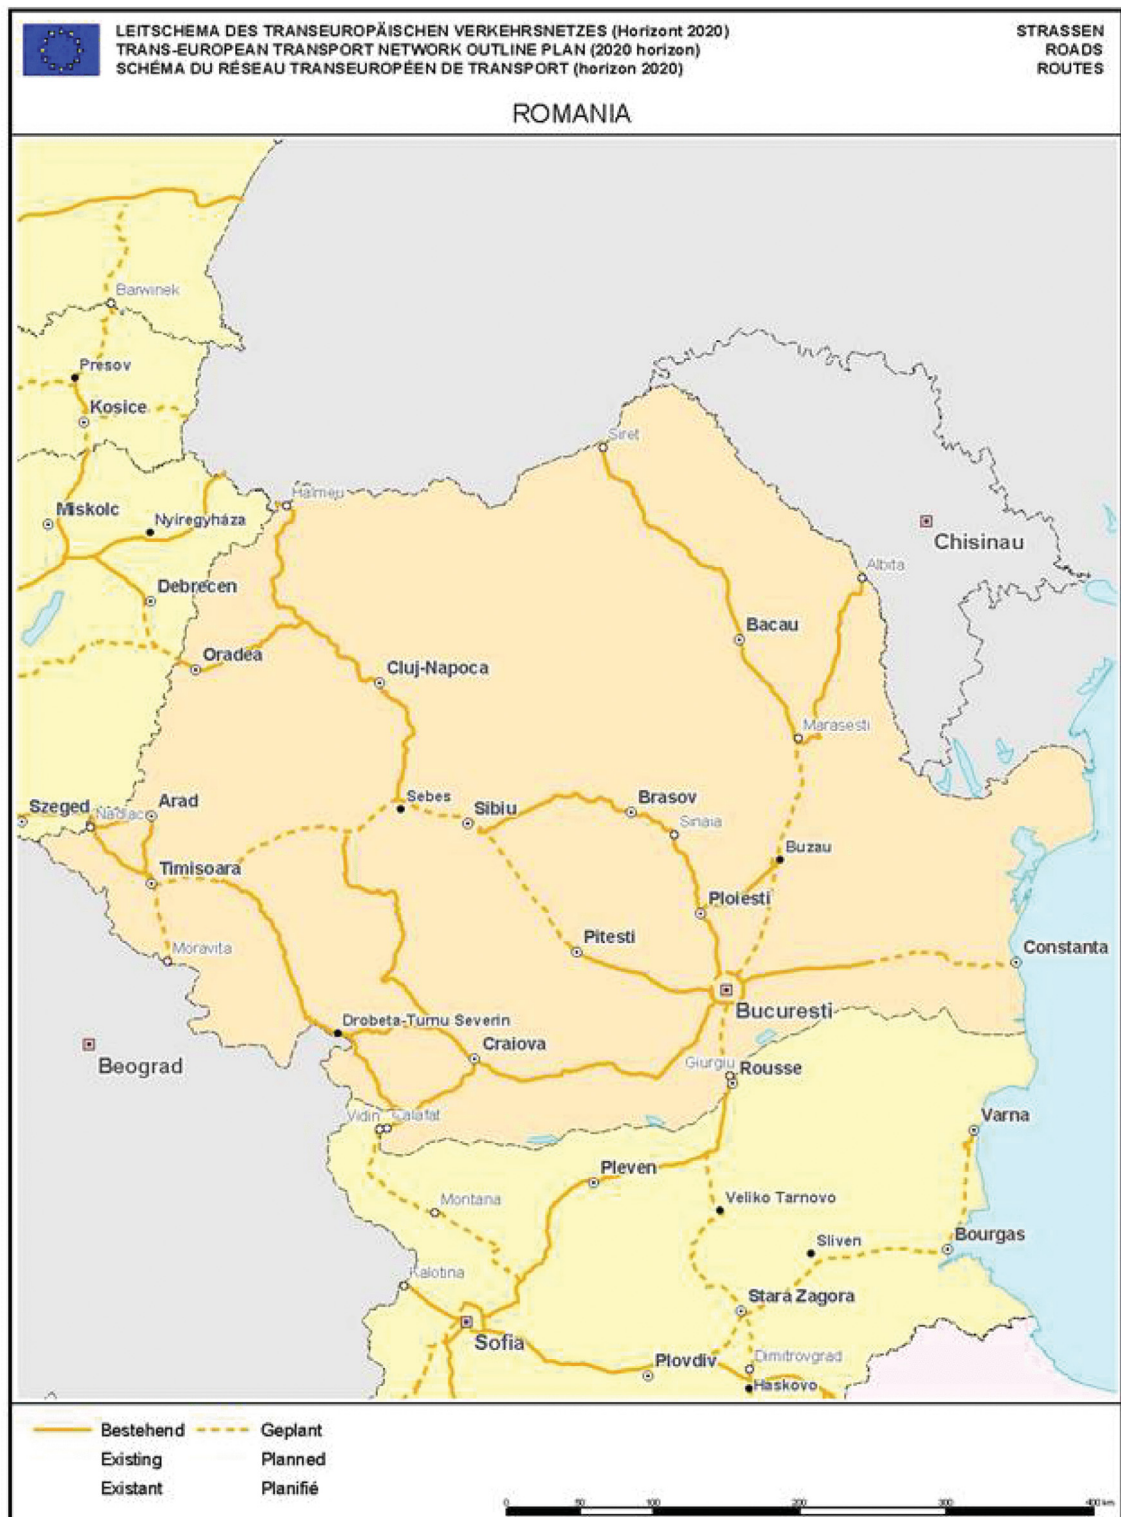 LEITSCHEMA DES TRANSEUROPÄISCHEN VERKEHRSNETZES (Horizont 2020)
TRANS-EUROPEAN TRANSPORT NETWORK OUTLINE PLAN (2020 horizon)
SCHÉMA DU RÉSEAU TRANSEUROPÉEN DE TRANSPORT (horizon 2020)
STRASSEN
ROADS
ROUTES
ROMANIA
Barwinek
Presov
Kosice
Siret
Halmeu
Miskolc
Nyíregyháza
Chisinau
Albita
Debrecen
Bacau
Oradea
Cluj-Napoca
Marasesti
Sebes
Brasov
Szeged
Arad
Sibiu
Nadlac
Sinaia
Buzau
Timisoara
Ploiesti
Pitesti
Moravita
Constanta
Bucuresti
Drobeta-Turnu Severin
Craiova
Beograd
Giurgiu
Rousse
Vidin
Calafat
Varna
Pleven
Montana
Veliko Tarnovo
Sliven
Bourgas
Kalotina
Stara Zagora
Sofia
Plovdiv
Dimitrovgrad
Haskovo
Bestehend
Geplant
Existing
Planned
Existant
Planifié
0 50 100 200 300 400 km